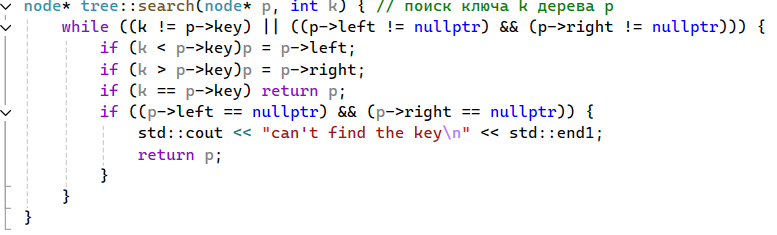 node* tree::search(node* p, int k) { // поиск ключа k дерева p
while ((k != p->key) || ((p->left != nullptr) && (p->right != nullptr))) {
if (k < p->key)p = p->left;
if (k > p->key)p = p->right;
if (k == p->key) return p;
if ((p->left == nullptr) && (p->right == nullptr)) {
std::cout << "can't find the key\n" << std::end1;
return p;
}
}
}